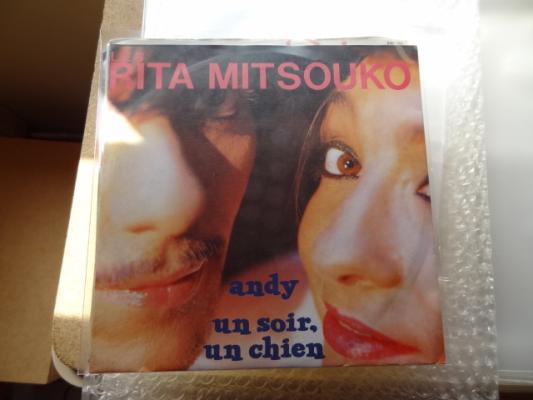 RITA MITSOUKO
andy
un soir,
un chien